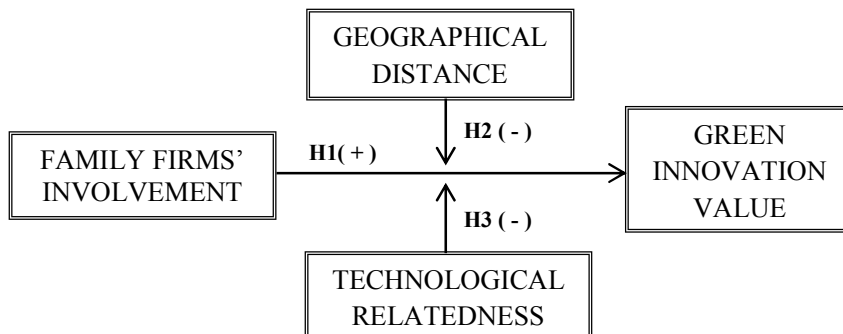 GEOGRAPHICAL
DISTANCE
H2 ( - )
FAMILY FIRMS’
INVOLVEMENT
H1( + )
GREEN
INNOVATION
VALUE
H3 ( - )
TECHNOLOGICAL
RELATEDNESS